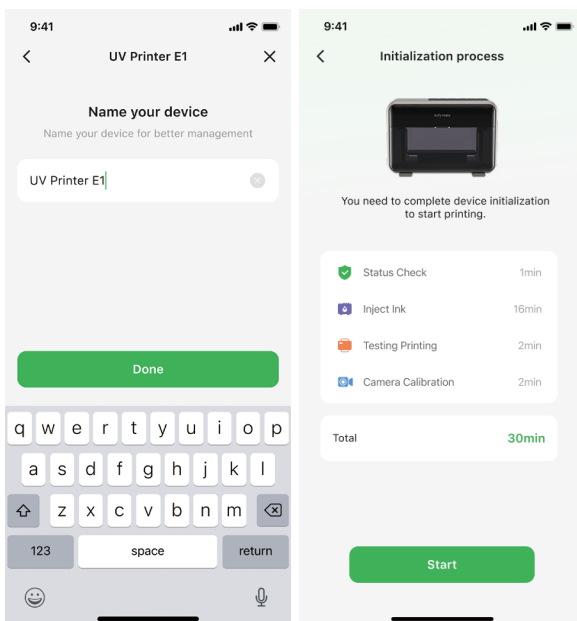 9:41
UV Printer E1
Name your device
Name your device for better management
UV Printer E1
Done
q w e r t y u i o p
a s d f g h j k l
z x c v b n m
123 space return
9:41
Initialization process
You need to complete device initialization
to start printing.
Status Check 1min
Inject Ink 16min
Testing Printing 2min
Camera Calibration 2min
Total 30min
Start